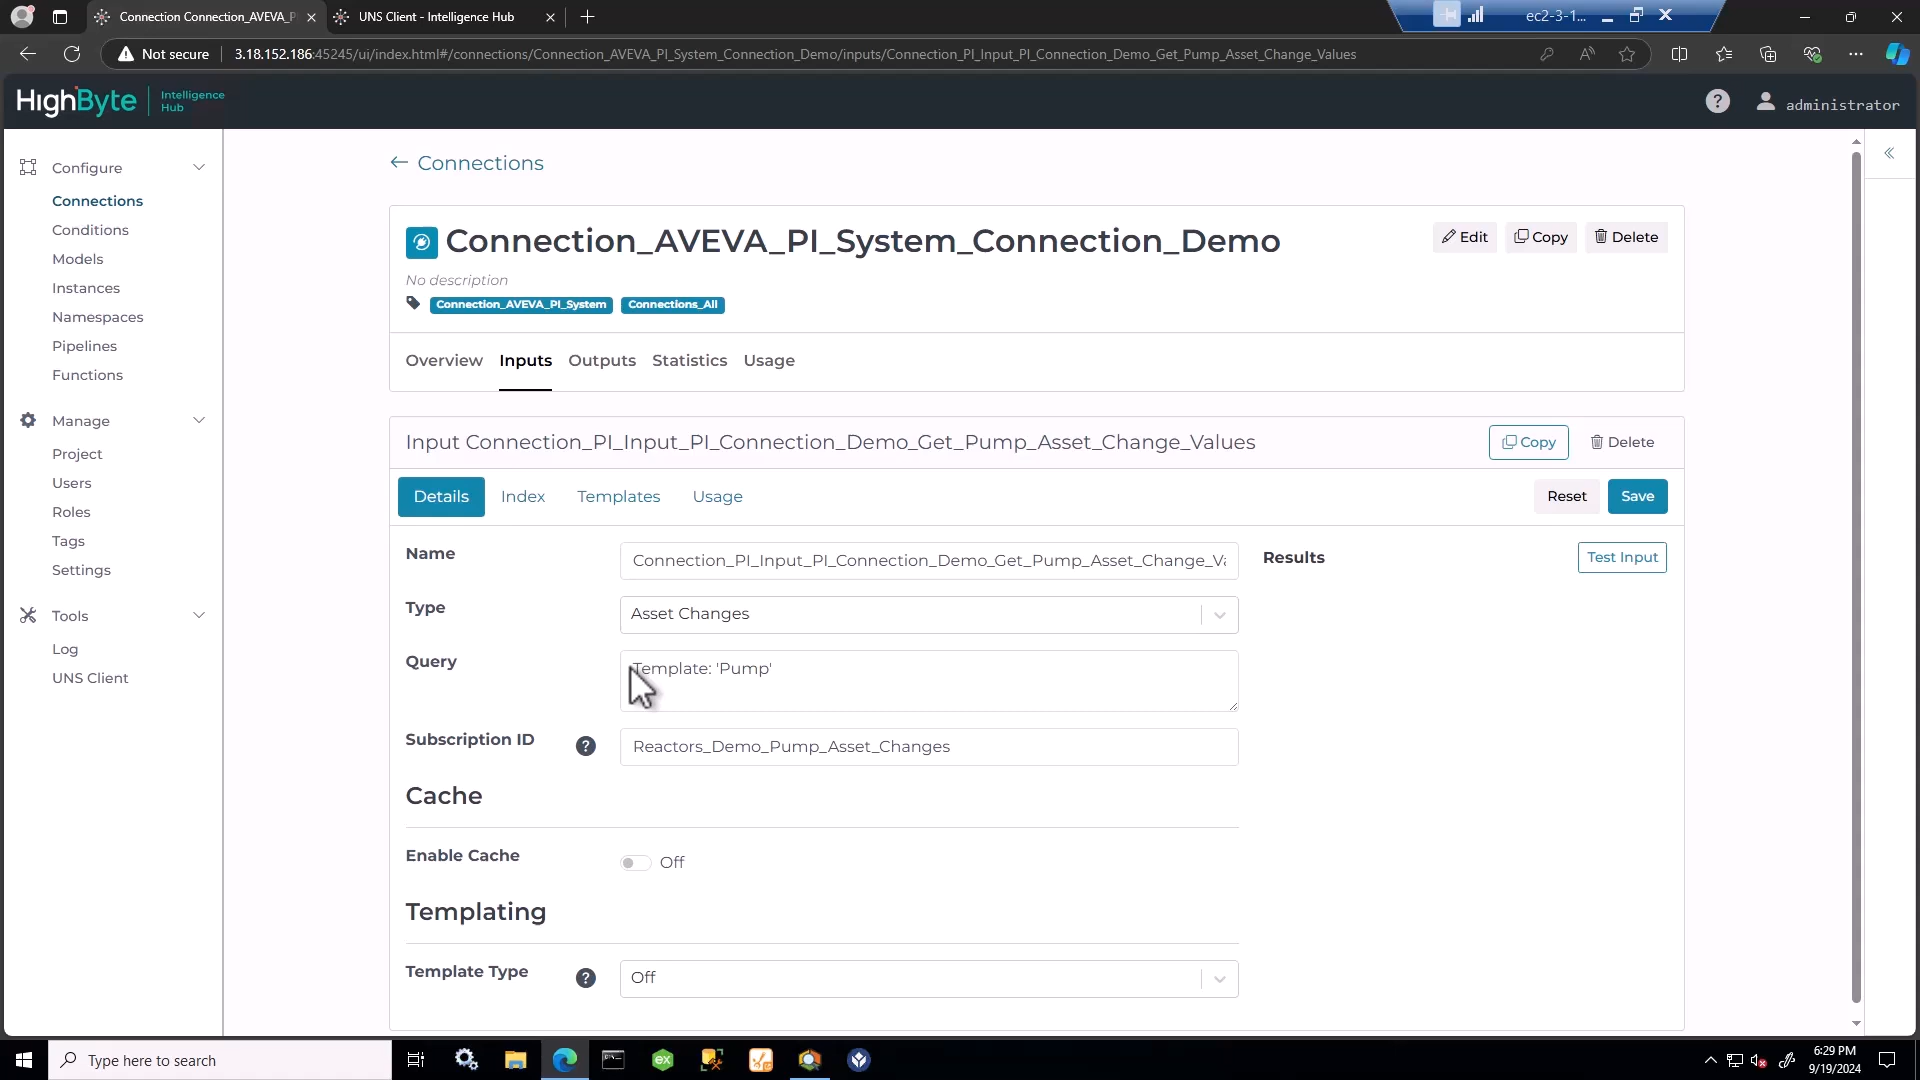 Connection Connection_AVEVA_P
UNS Client - Intelligence Hub
ec2-3-1...
Not secure
3.18.152.186:45245/ui/index.html#/connections/Connection_AVEVA_PI_System_Connection_Demo/inputs/Connection_PI_Input_PI_Connection_Demo_Get_Pump_Asset_Change_Values
HighByte
Intelligence
Hub
administrator
Configure
Connections
Conditions
Models
Instances
Namespaces
Pipelines
Functions
Manage
Project
Users
Roles
Tags
Settings
Tools
Log
UNS Client
← Connections
Connection_AVEVA_PI_System_Connection_Demo
Edit
Copy
Delete
No description
Connection_AVEVA_PI_System
Connections_All
Overview
Inputs
Outputs
Statistics
Usage
Input Connection_PI_Input_PI_Connection_Demo_Get_Pump_Asset_Change_Values
Copy
Delete
Details
Index
Templates
Usage
Reset
Save
Name
Connection_PI_Input_PI_Connection_Demo_Get_Pump_Asset_Change_Va
Results
Test Input
Type
Asset Changes
Query
Template: 'Pump'
Subscription ID
?
Reactors_Demo_Pump_Asset_Changes
Cache
Enable Cache
Off
Templating
Template Type
?
Off
Type here to search
6:29 PM
9/19/2024